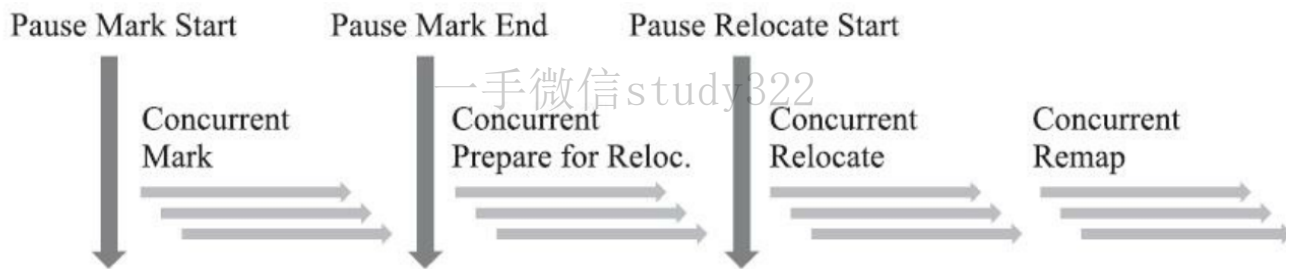 Pause Mark Start
Pause Mark End
Pause Relocate Start
一手微信study322
Concurrent
Mark
Concurrent
Prepare for Reloc.
Concurrent
Relocate
Concurrent
Remap